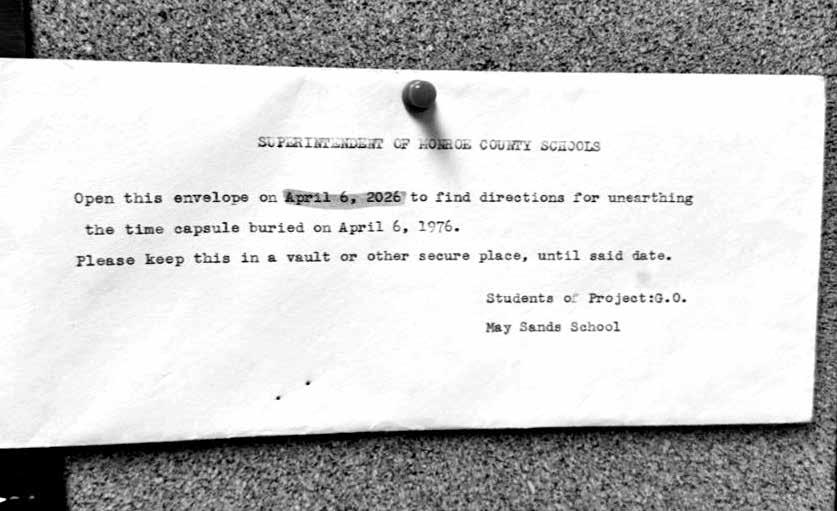 SUPERINTENDENT OF MONROE COUNTY SCHOOLS
Open this envelope on April 6, 2026 to find directions for unearthing
the time capsule buried on April 6, 1976.
Please keep this in a vault or other secure place, until said date.
Students of Project:G.O.
May Sands School